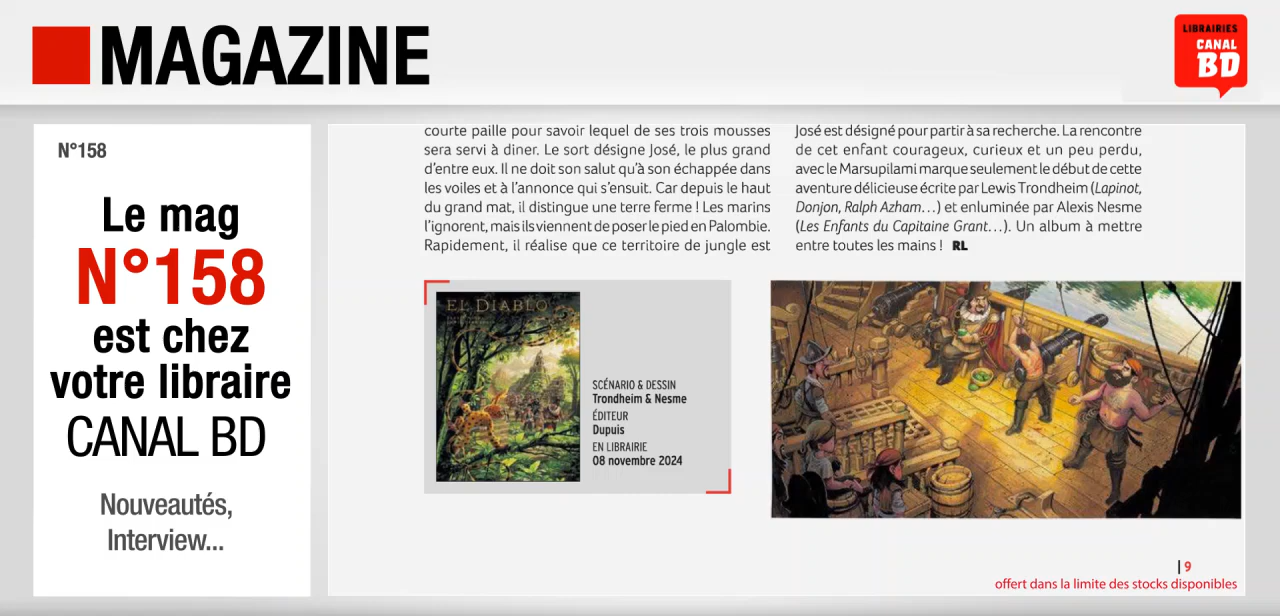 MAGAZINE
LIBRAIRIES
CANAL
BD
N°158
Le mag
N°158
est chez
votre libraire
CANAL BD
Nouveautés,
Interview...
courte paille pour savoir lequel de ses trois mousses
sera servi à diner. Le sort désigne José, le plus grand
d'entre eux. Il ne doit son salut qu'à son échappée dans
les voiles et à l'annonce qui s'ensuit. Car depuis le haut
du grand mat, il distingue une terre ferme ! Les marins
l'ignorent, mais ils viennent de poser le pied en Palombie.
Rapidement, il réalise que ce territoire de jungle est
José est désigné pour partir à sa recherche. La rencontre
de cet enfant courageux, curieux et un peu perdu,
avec le Marsupilami marque seulement le début de cette
aventure délicieuse écrite par Lewis Trondheim (Lapinot,
Donjon, Ralph Azham…) et enluminée par Alexis Nesme
(Les Enfants du Capitaine Grant…). Un album à mettre
entre toutes les mains ! RL
EL DIABLO
SCÉNARIO & DESSIN
Trondheim & Nesme
ÉDITEUR
Dupuis
EN LIBRAIRIE
08 novembre 2024
| 9
offert dans la limite des stocks disponibles